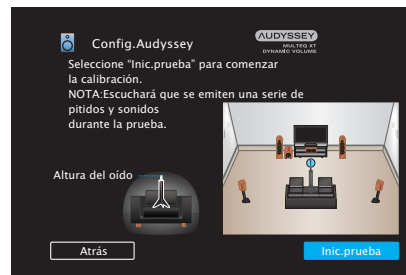 Config.Audyssey
AUDYSSEY
MULTEQ XT
DYNAMIC VOLUME
Seleccione “Inic.prueba” para comenzar
la calibración.
NOTA:Escuchará que se emiten una serie de
pitidos y sonidos
durante la prueba.
Altura del oído
Atrás
Inic.prueba